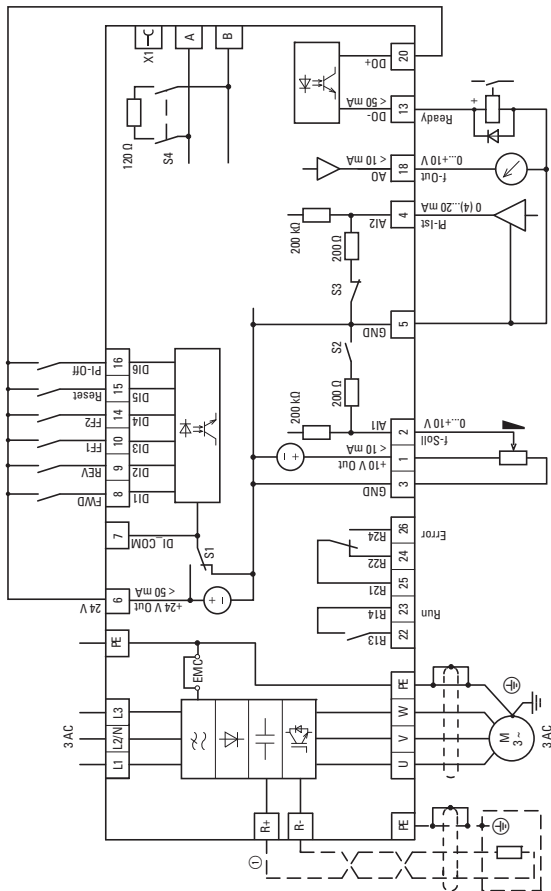 X1
A
B
120 Ω
S4
20
DO+
13
DO-
< 50 mA
Ready
+
18
AO
< 10 mA
f-Out
0...+10 V
4
AI2
PI-Ist
0 (4)...20 mA
200 kΩ
200 Ω
S3
5
GND
S2
200 Ω
200 kΩ
2
AI1
f-Soll
0...+10 V
1
+10 V Out
< 10 mA
+ -
3
GND
16
DI6
PI-Off
15
DI5
Reset
14
DI4
FF2
10
DI3
FF1
9
DI2
REV
8
DI1
FWD
7
DI_COM
S1
6
24 V
+24 V Out
< 50 mA
+ -
26
R24
24
R22
25
R21
Error
23
R14
22
R13
Run
PE
EMC
3 AC
L3
L2/N
L1
PE
W
V
U
M
3 ~
3 AC
R+
R-
①
PE